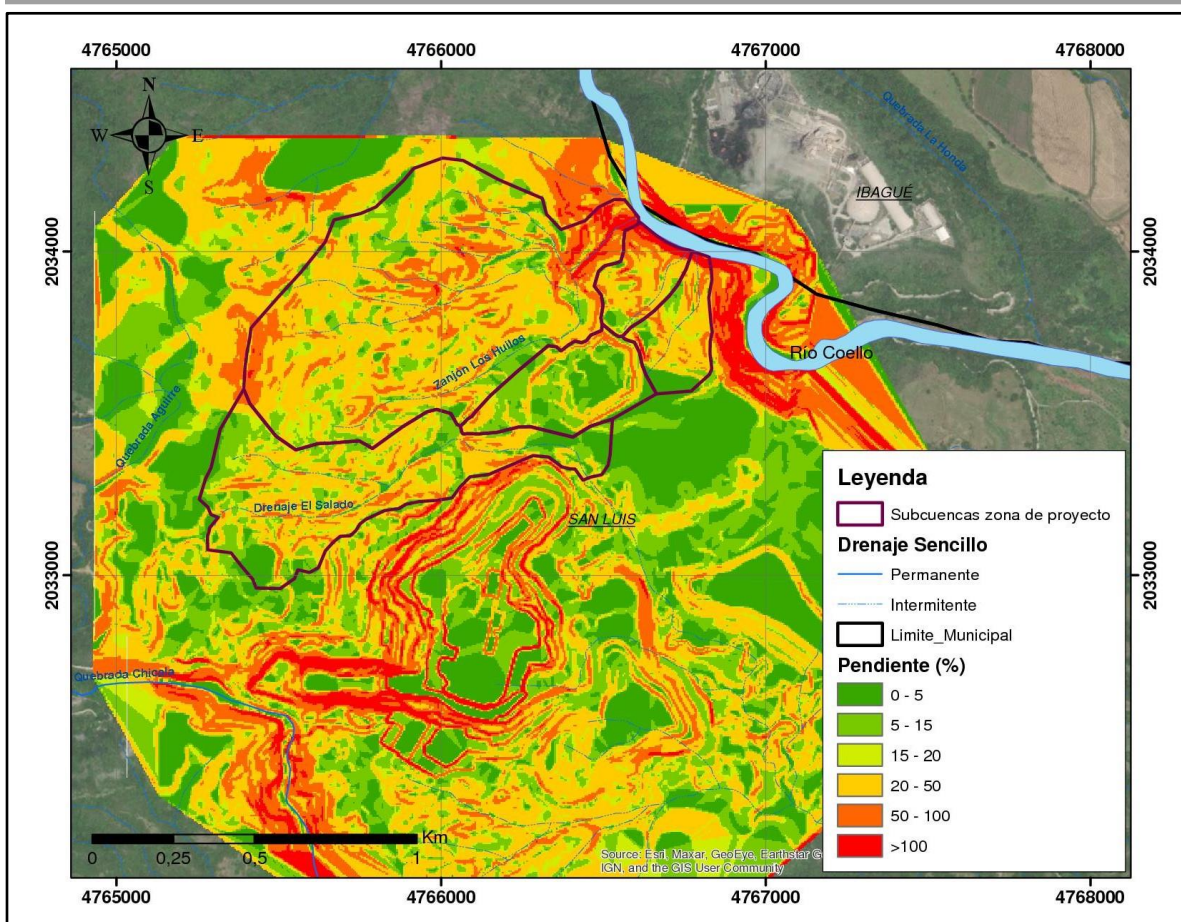 4765000 4766000 4767000 4768000
N
W E
S
Quebrada La Honda
IBAGUÉ
2034000 2034000
Río Coello
Zanjón Los Huilos
Quebrada Aguirre
Drenaje El Salado
SAN LUIS
2033000 2033000
Quebrada Chicala
Leyenda
Subcuencas zona de proyecto
Drenaje Sencillo
Permanente
Intermitente
Limite_Municipal
Pendiente (%)
0 - 5
5 - 15
15 - 20
20 - 50
50 - 100
>100
Km
0 0,25 0,5 1
Source: Esri, Maxar, GeoEye, Earthstar G
IGN, and the GIS User Community
4765000 4766000 4767000 4768000